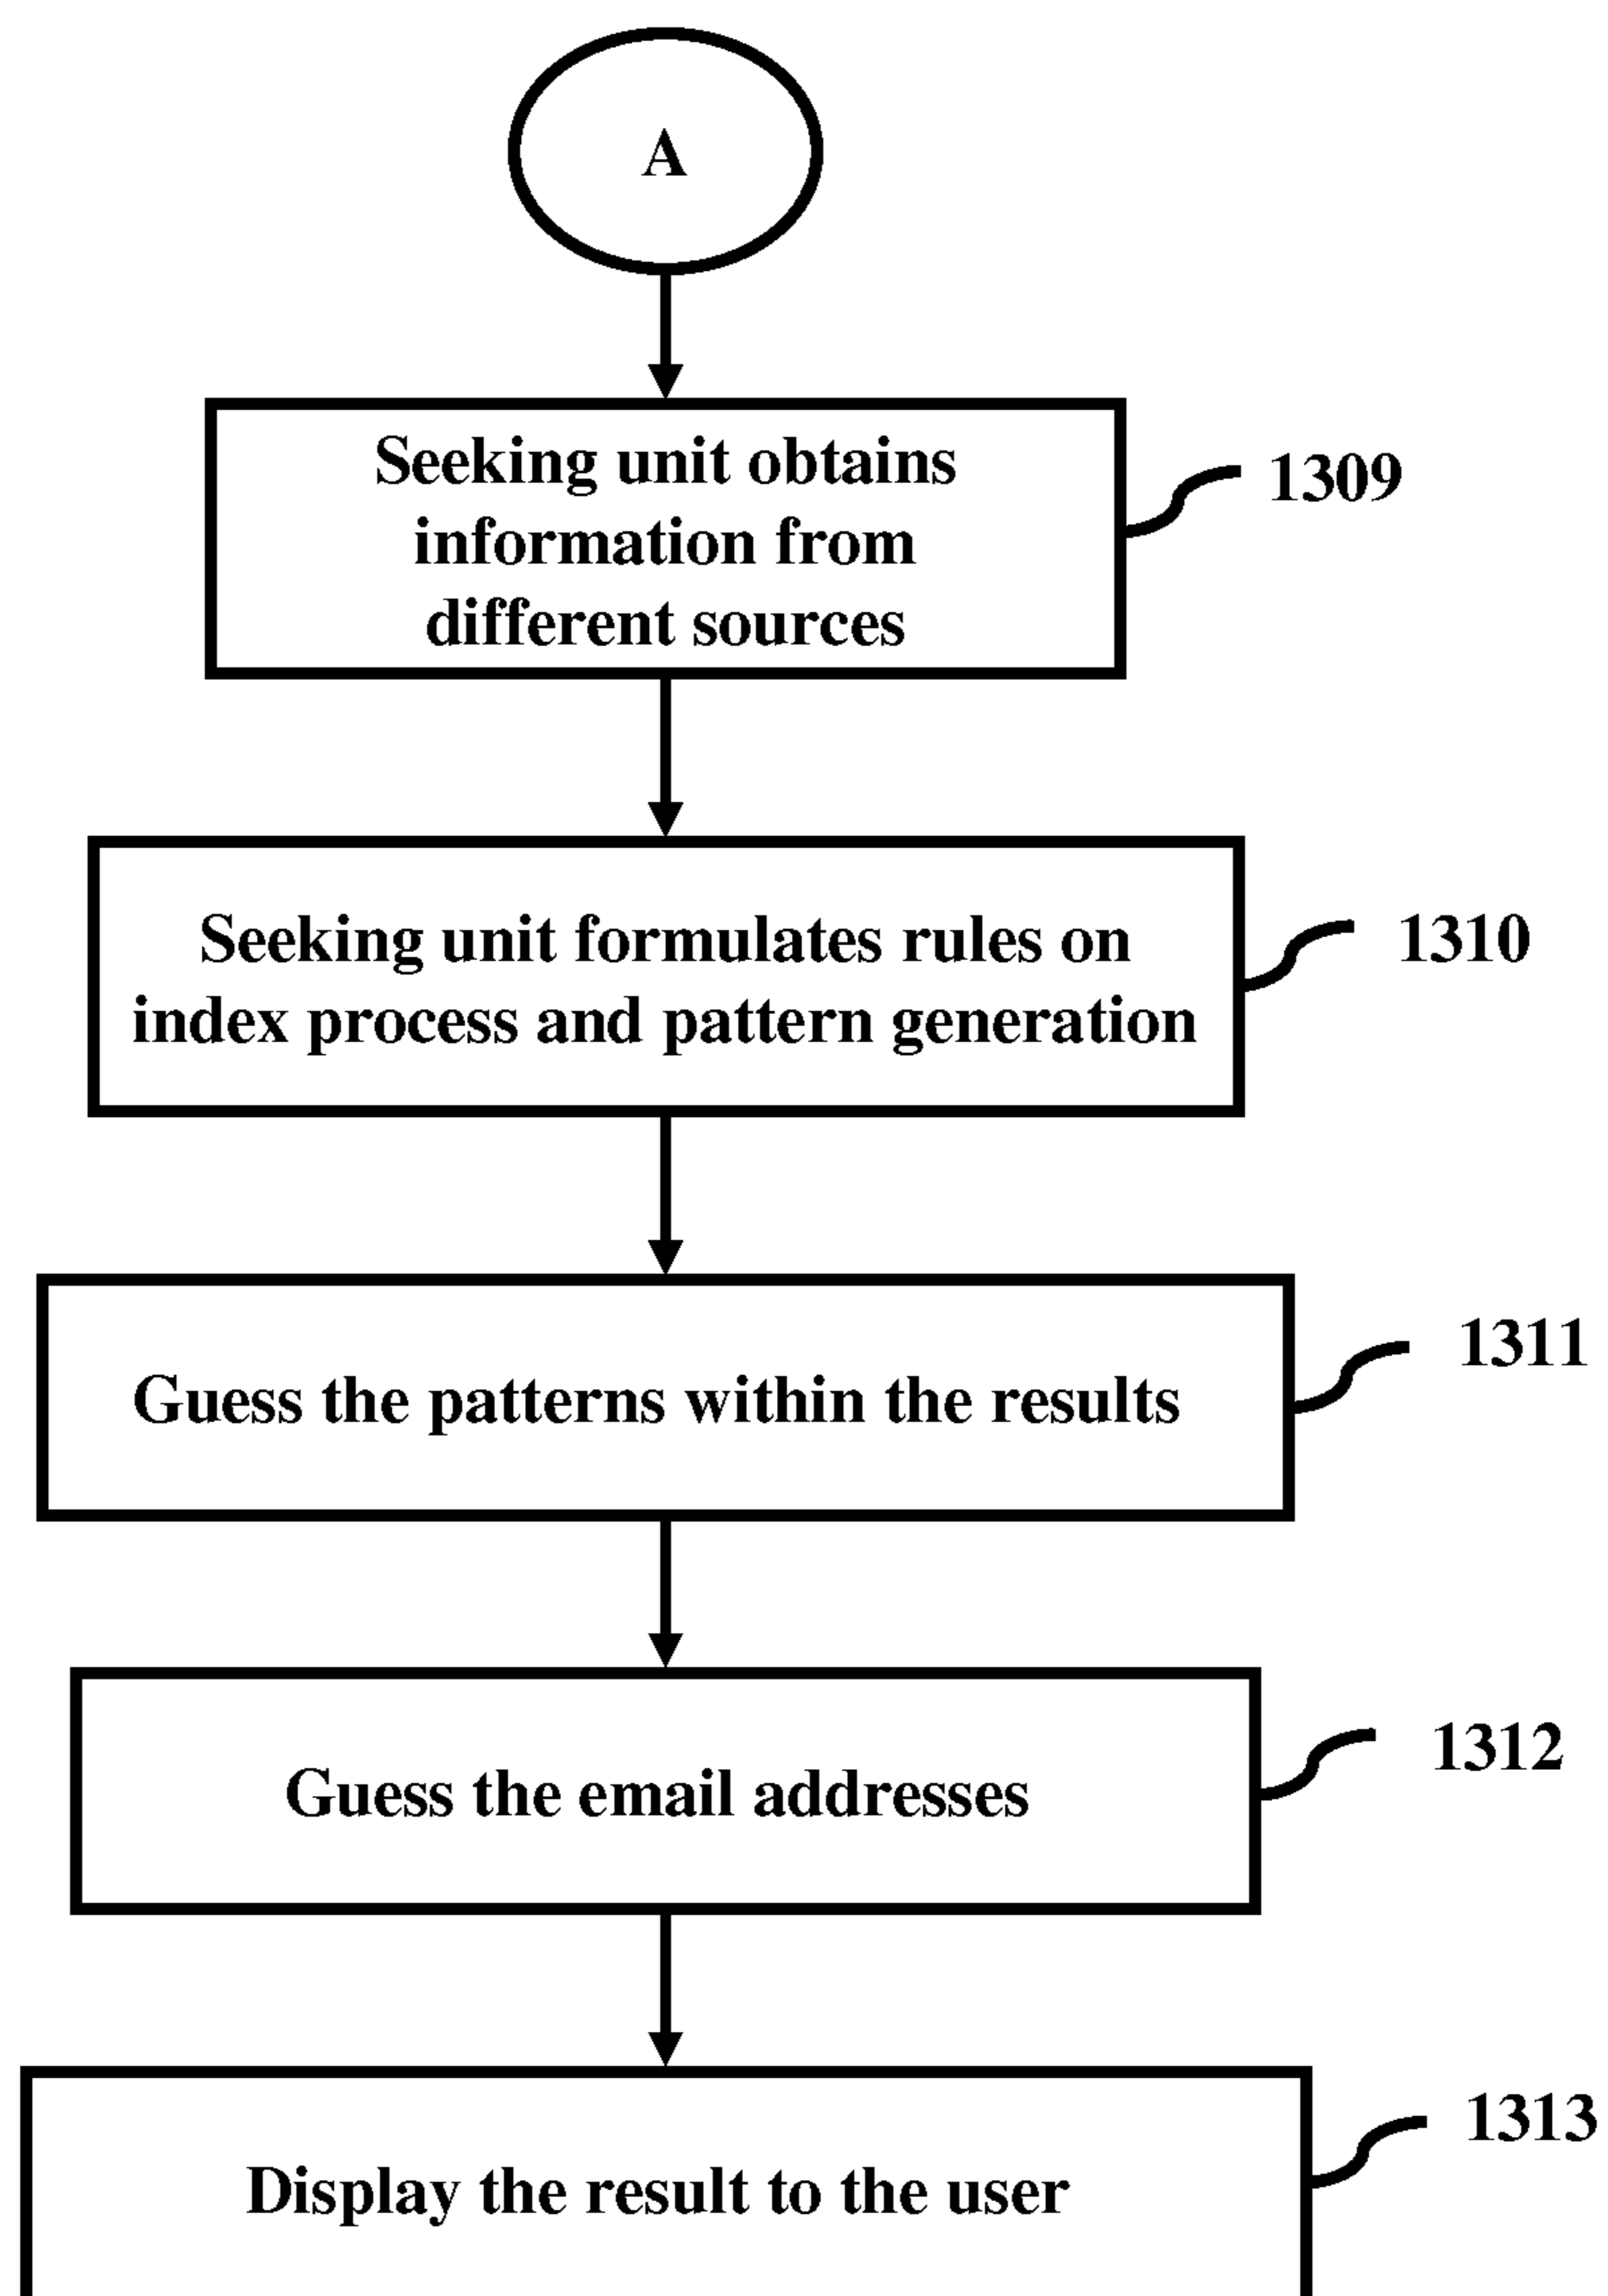 A
Seeking unit obtains
information from
different sources
1309
Seeking unit formulates rules on
index process and pattern generation
1310
Guess the patterns within the results
1311
Guess the email addresses
1312
Display the result to the user
1313